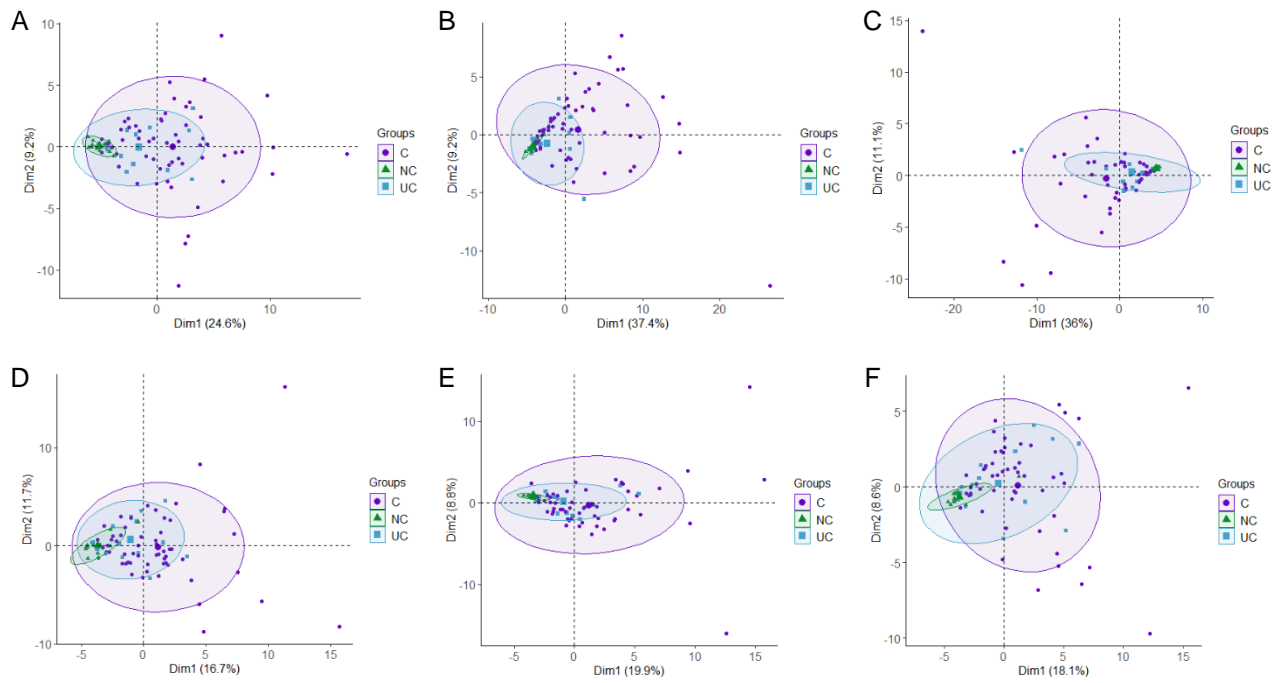 A
10
5
0
-5
-10
Dim2 (9.2%)
0
10
Dim1 (24.6%)
Groups
C
NC
UC
B
5
0
-5
-10
Dim2 (9.2%)
-10
0
10
20
Dim1 (37.4%)
Groups
C
NC
UC
C
15
10
5
0
-5
-10
Dim2 (11.1%)
-20
-10
0
10
Dim1 (36%)
Groups
C
NC
UC
D
10
0
-10
Dim2 (11.7%)
-5
0
5
10
15
Dim1 (16.7%)
Groups
C
NC
UC
E
10
0
-10
Dim2 (8.8%)
-5
0
5
10
15
Dim1 (19.9%)
Groups
C
NC
UC
F
5
0
-5
-10
Dim2 (8.6%)
-5
0
5
10
15
Dim1 (18.1%)
Groups
C
NC
UC